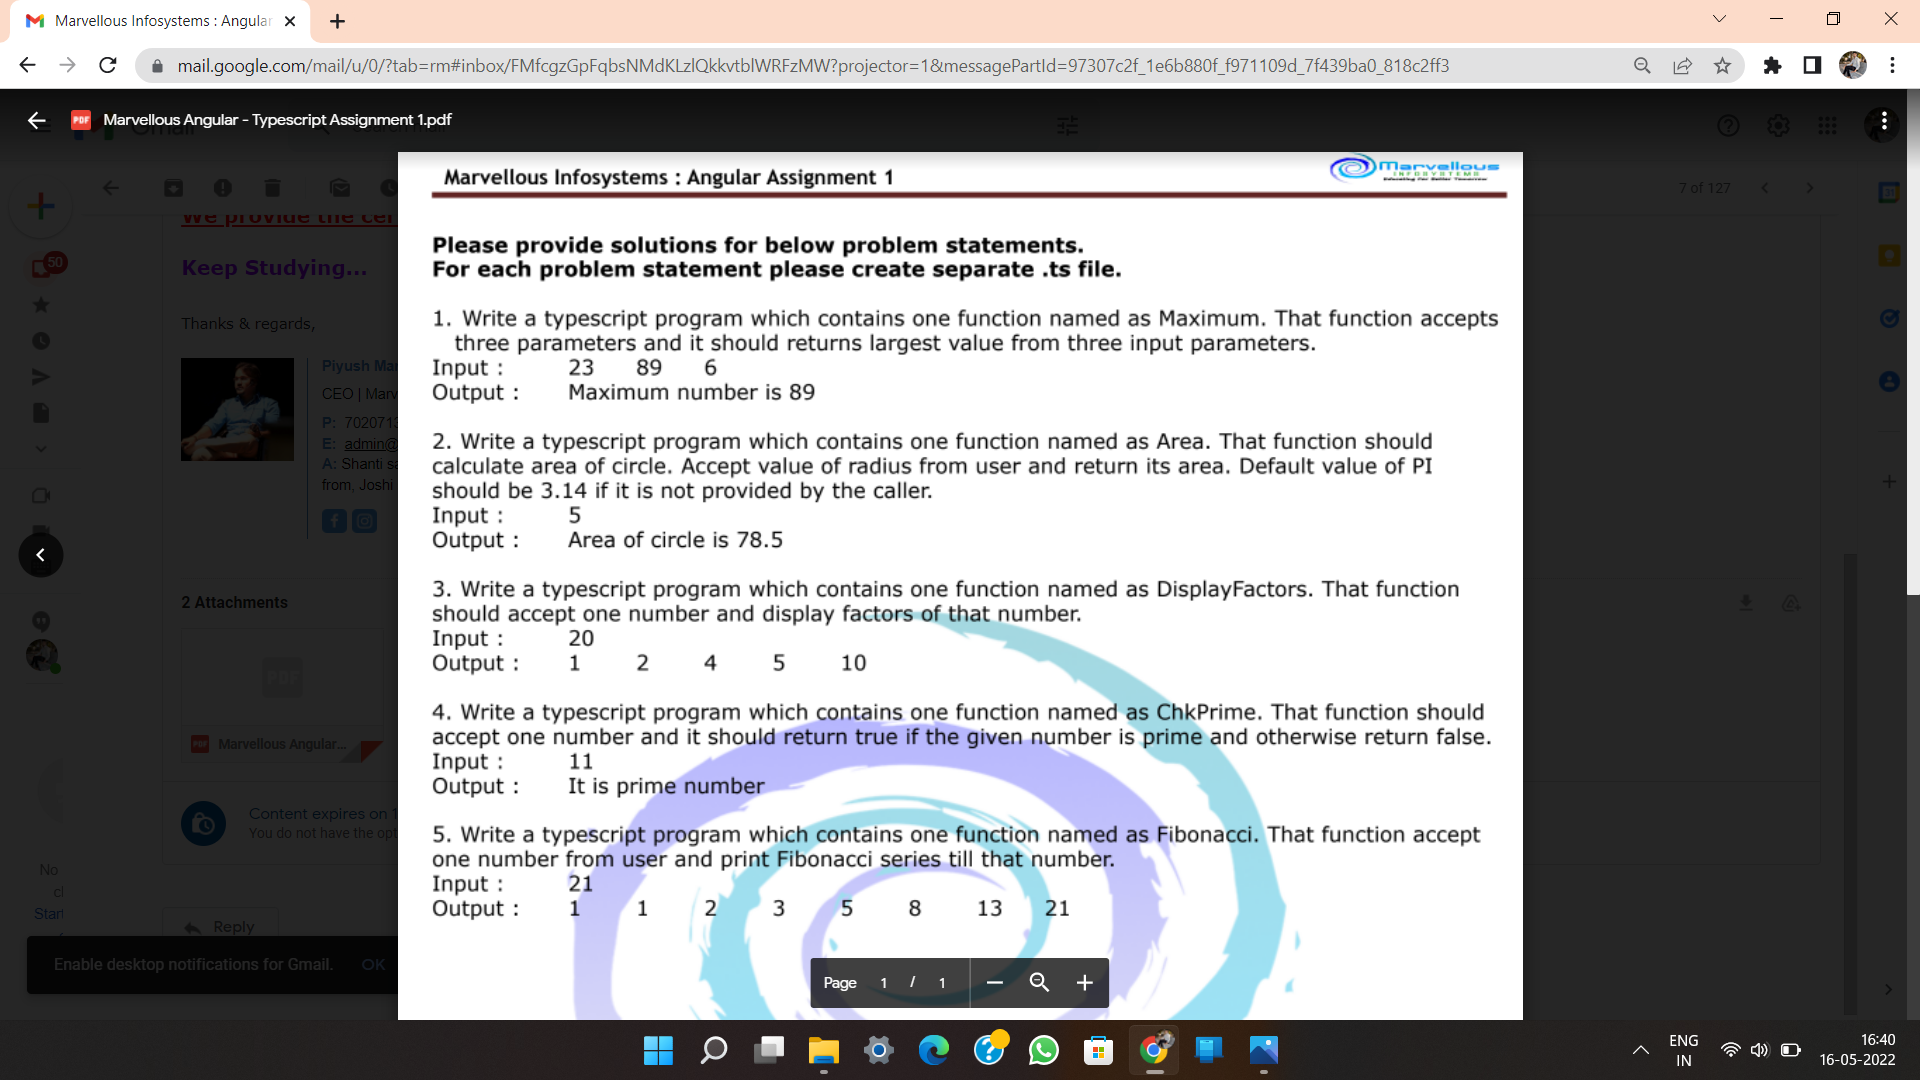 Marvellous Infosystems : Angular
mail.google.com/mail/u/0/?tab=rm#inbox/FMfcgzGpFqbsNMdKLzlQkkvtblWRFzMW?projector=1&messagePartId=97307c2f_1e6b880f_f971109d_7f439ba0_818c2ff3
PDF Marvellous Angular - Typescript Assignment 1.pdf
7 of 127
We provide the cer
50
Keep Studying...
Thanks & regards,
Piyush Mar
CEO | Marv
P: 702071
E: admin@
A: Shanti sa
from, Joshi
2 Attachments
PDF
PDF Marvellous Angular...
Content expires on 1
You do not have the opt
No
Start
Reply
Enable desktop notifications for Gmail. OK
Marvellous Infosystems : Angular Assignment 1
Marvellous
INFOSYSTEMS
Educating for Better Tomorrow
Please provide solutions for below problem statements.
For each problem statement please create separate .ts file.
1. Write a typescript program which contains one function named as Maximum. That function accepts
three parameters and it should returns largest value from three input parameters.
Input : 23 89 6
Output : Maximum number is 89
2. Write a typescript program which contains one function named as Area. That function should
calculate area of circle. Accept value of radius from user and return its area. Default value of PI
should be 3.14 if it is not provided by the caller.
Input : 5
Output : Area of circle is 78.5
3. Write a typescript program which contains one function named as DisplayFactors. That function
should accept one number and display factors of that number.
Input : 20
Output : 1 2 4 5 10
4. Write a typescript program which contains one function named as ChkPrime. That function should
accept one number and it should return true if the given number is prime and otherwise return false.
Input : 11
Output : It is prime number
5. Write a typescript program which contains one function named as Fibonacci. That function accept
one number from user and print Fibonacci series till that number.
Input : 21
Output : 1 1 2 3 5 8 13 21
Page 1 / 1
ENG
IN
16:40
16-05-2022